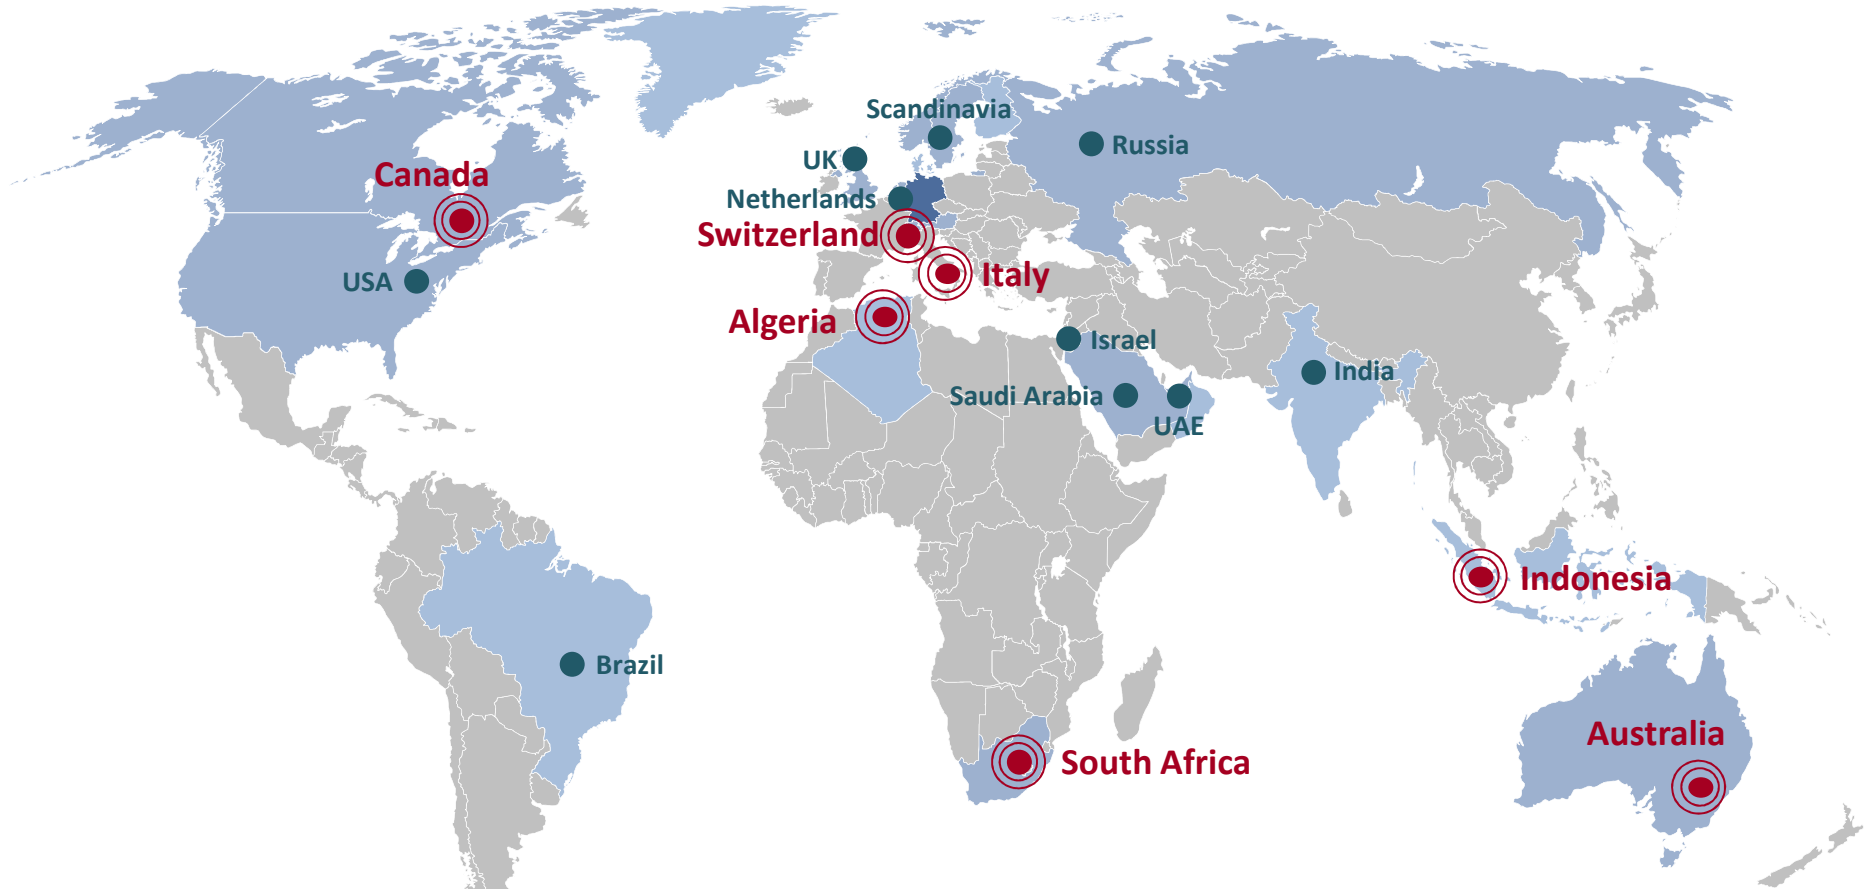 Scandinavia
Russia
UK
Canada
Netherlands
Switzerland
Italy
USA
Algeria
Israel
India
Saudi Arabia
UAE
Indonesia
Brazil
Australia
South Africa